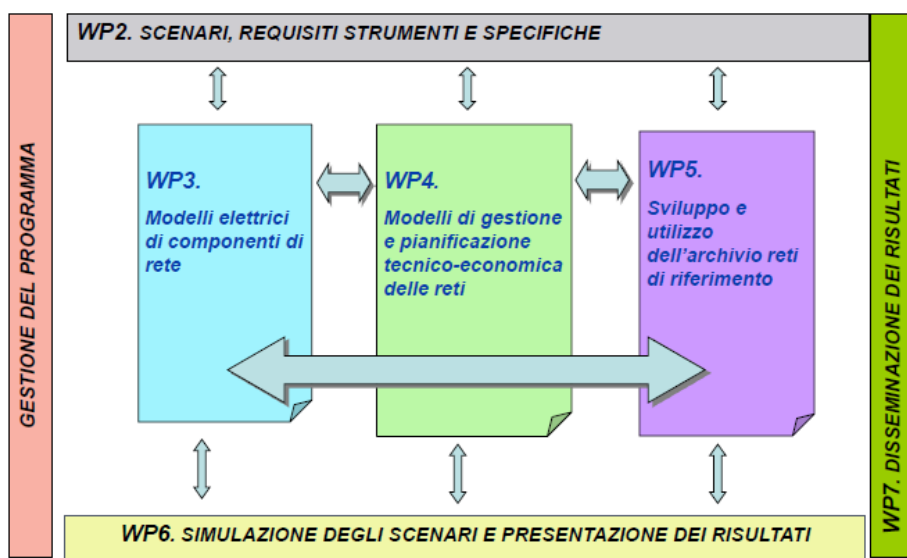 GESTIONE DEL PROGRAMMA
WP2. SCENARI, REQUISITI STRUMENTI E SPECIFICHE
WP3.
Modelli elettrici
di componenti di
rete
WP4.
Modelli di gestione
e pianificazione
tecnico-economica
delle reti
WP5.
Sviluppo e
utilizzo
dell'archivio reti
di riferimento
WP6. SIMULAZIONE DEGLI SCENARI E PRESENTAZIONE DEI RISULTATI
WP7. DISSEMINAZIONE DEI RISULTATI